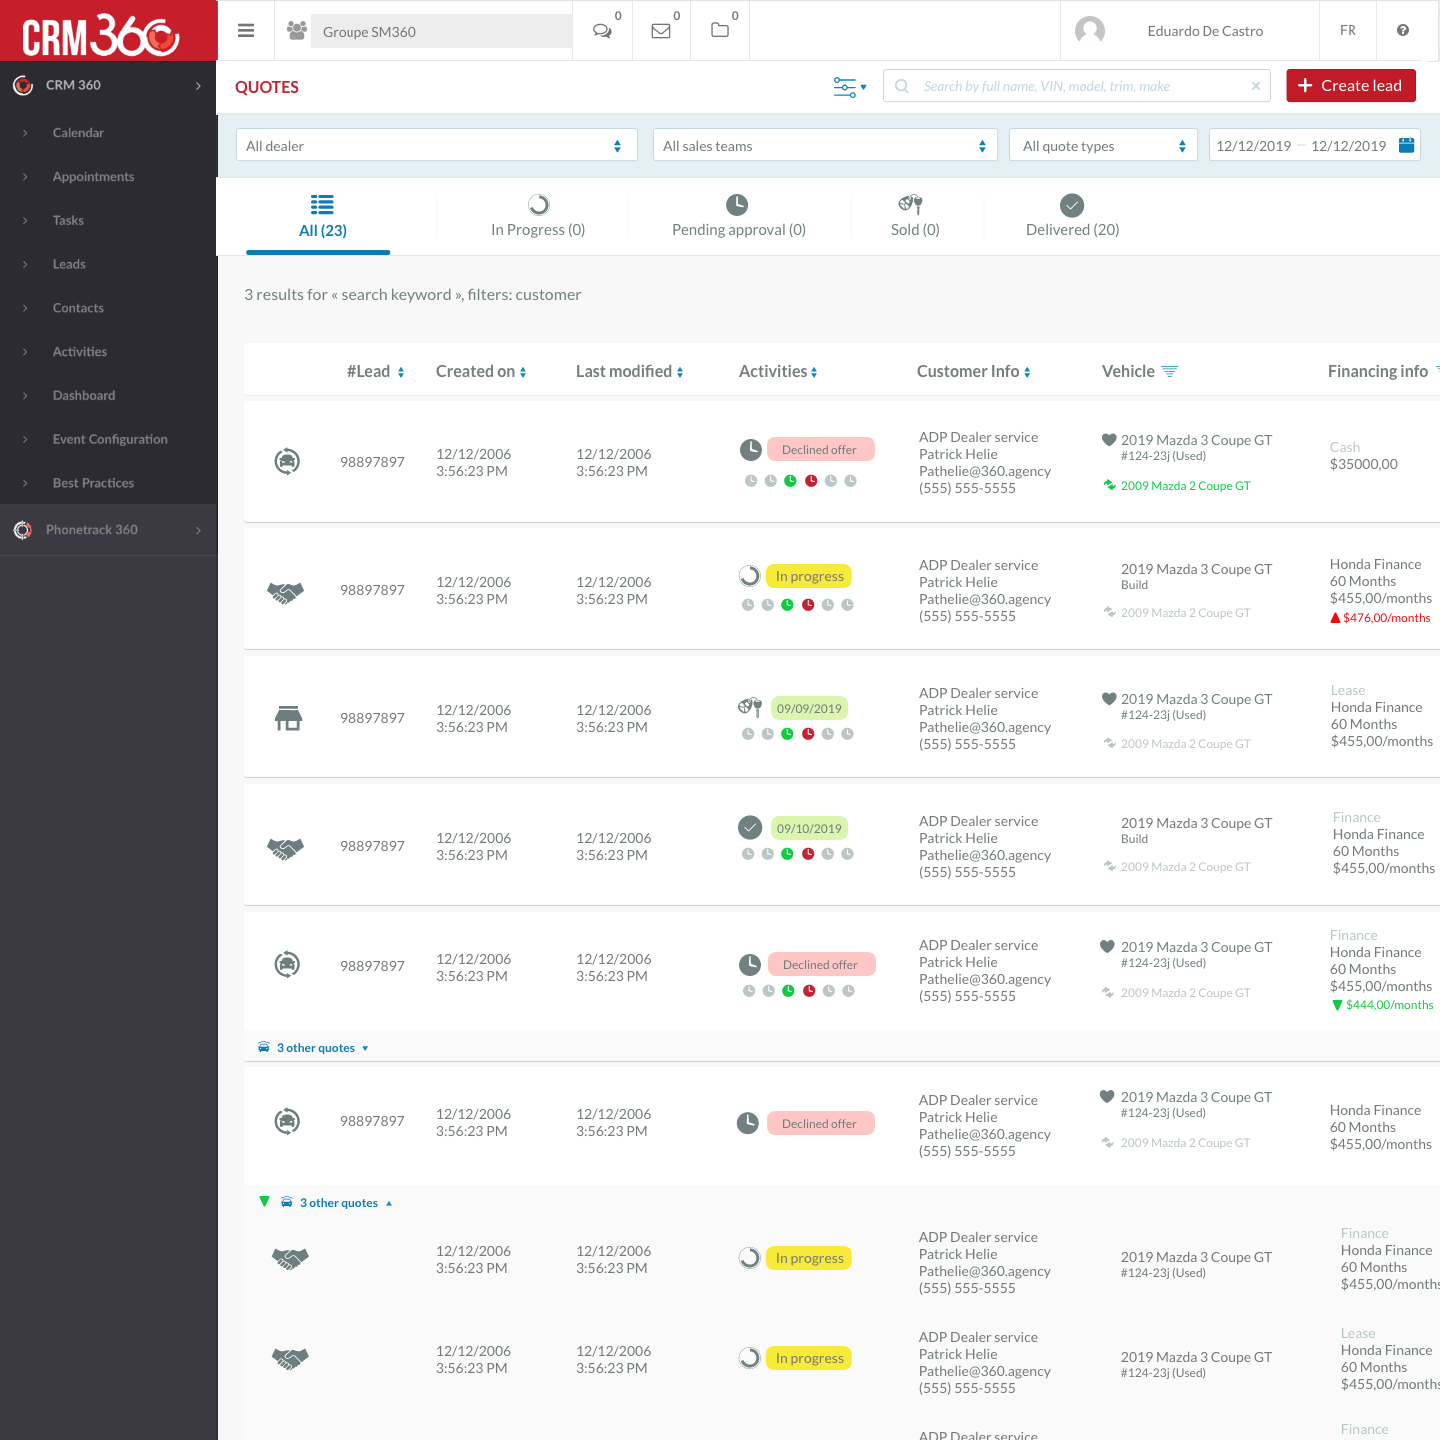 CRM360
Groupe SM360
0
0
0
Eduardo De Castro
FR
CRM 360
Calendar
Appointments
Tasks
Leads
Contacts
Activities
Dashboard
Event Configuration
Best Practices
Phonetrack 360
QUOTES
Search by full name, VIN, model, trim, make
Create lead
All dealer
All sales teams
All quote types
12/12/2019 – 12/12/2019
All (23)
In Progress (0)
Pending approval (0)
Sold (0)
Delivered (20)
3 results for « search keyword », filters: customer
#Lead Created on Last modified Activities Customer Info Vehicle Financing info
98897897
12/12/2006
3:56:23 PM
12/12/2006
3:56:23 PM
Declined offer
ADP Dealer service
Patrick Helie
Pathelie@360.agency
(555) 555-5555
2019 Mazda 3 Coupe GT
#124-23j (Used)
2009 Mazda 2 Coupe GT
Cash
$35000,00
98897897
12/12/2006
3:56:23 PM
12/12/2006
3:56:23 PM
In progress
ADP Dealer service
Patrick Helie
Pathelie@360.agency
(555) 555-5555
2019 Mazda 3 Coupe GT
Build
2009 Mazda 2 Coupe GT
Honda Finance
60 Months
$455,00/months
$476,00/months
98897897
12/12/2006
3:56:23 PM
12/12/2006
3:56:23 PM
09/09/2019
ADP Dealer service
Patrick Helie
Pathelie@360.agency
(555) 555-5555
2019 Mazda 3 Coupe GT
#124-23j (Used)
2009 Mazda 2 Coupe GT
Lease
Honda Finance
60 Months
$455,00/months
98897897
12/12/2006
3:56:23 PM
12/12/2006
3:56:23 PM
09/10/2019
ADP Dealer service
Patrick Helie
Pathelie@360.agency
(555) 555-5555
2019 Mazda 3 Coupe GT
Build
2009 Mazda 2 Coupe GT
Finance
Honda Finance
60 Months
$455,00/months
98897897
12/12/2006
3:56:23 PM
12/12/2006
3:56:23 PM
Declined offer
ADP Dealer service
Patrick Helie
Pathelie@360.agency
(555) 555-5555
2019 Mazda 3 Coupe GT
#124-23j (Used)
2009 Mazda 2 Coupe GT
Finance
Honda Finance
60 Months
$455,00/months
$444,00/months
3 other quotes
98897897
12/12/2006
3:56:23 PM
12/12/2006
3:56:23 PM
Declined offer
ADP Dealer service
Patrick Helie
Pathelie@360.agency
(555) 555-5555
2019 Mazda 3 Coupe GT
#124-23j (Used)
2009 Mazda 2 Coupe GT
Honda Finance
60 Months
$455,00/months
3 other quotes
12/12/2006
3:56:23 PM
12/12/2006
3:56:23 PM
In progress
ADP Dealer service
Patrick Helie
Pathelie@360.agency
(555) 555-5555
2019 Mazda 3 Coupe GT
#124-23j (Used)
Finance
Honda Finance
60 Months
$455,00/months
12/12/2006
3:56:23 PM
12/12/2006
3:56:23 PM
In progress
ADP Dealer service
Patrick Helie
Pathelie@360.agency
(555) 555-5555
2019 Mazda 3 Coupe GT
#124-23j (Used)
Lease
Honda Finance
60 Months
$455,00/months
ADP Dealer service
Finance